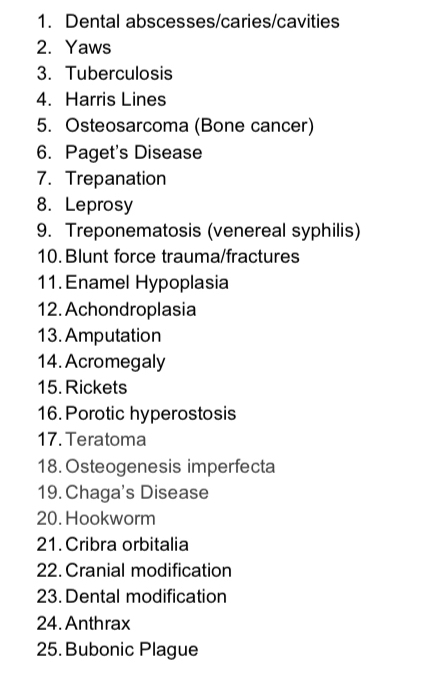 1. Dental abscesses/caries/cavities
2. Yaws
3. Tuberculosis
4. Harris Lines
5. Osteosarcoma (Bone cancer)
6. Paget's Disease
7. Trepanation
8. Leprosy
9. Treponematosis (venereal syphilis)
10. Blunt force trauma/fractures
11. Enamel Hypoplasia
12. Achondroplasia
13. Amputation
14. Acromegaly
15. Rickets
16. Porotic hyperostosis
17. Teratoma
18. Osteogenesis imperfecta
19. Chaga's Disease
20. Hookworm
21. Cribra orbitalia
22. Cranial modification
23. Dental modification
24. Anthrax
25. Bubonic Plague